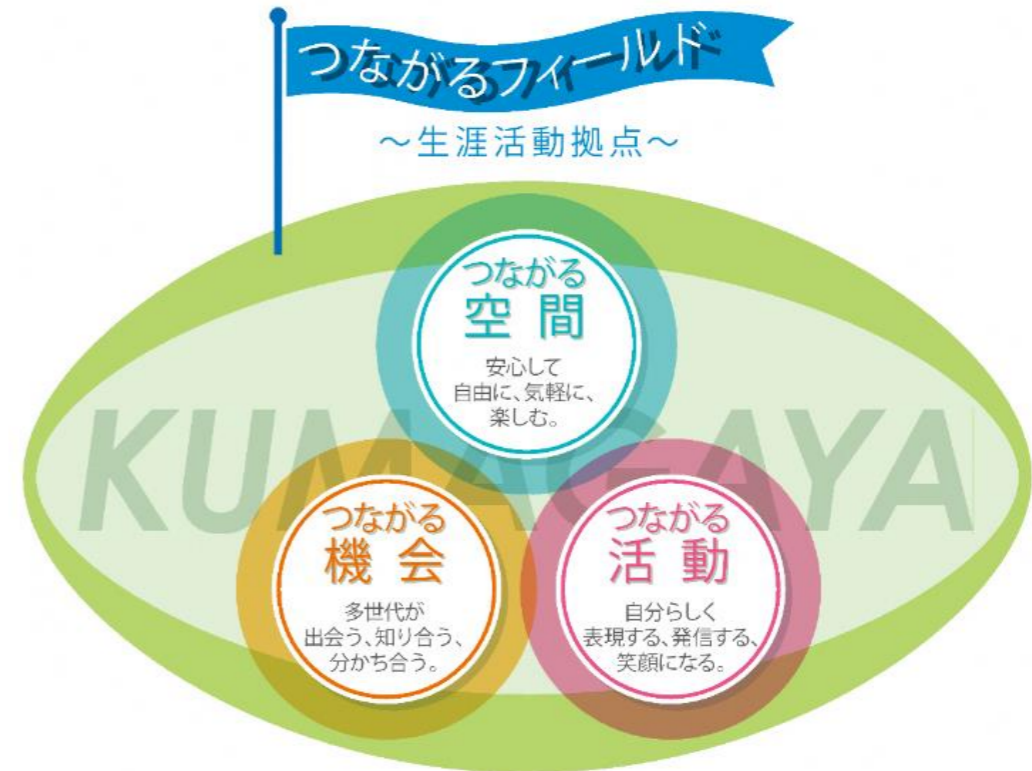 つながるフィールド
～生涯活動拠点～
つながる
空間
安心して
自由に、気軽に、
楽しむ。
KUMAGAYA
つながる
機会
多世代が
出会う、知り合う、
分かち合う。
つながる
活動
自分らしく
表現する、発信する、
笑顔になる。